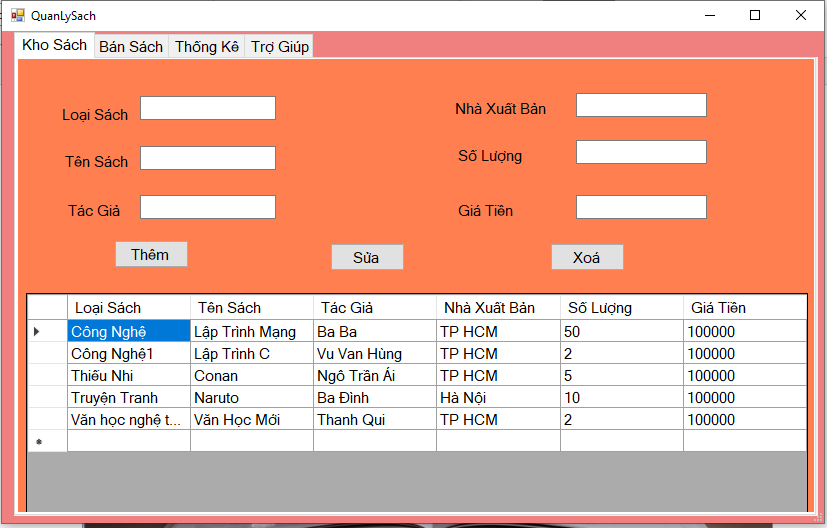 QuanLySach
Kho Sách Bán Sách Thống Kê Trợ Giúp
Loại Sách Nhà Xuất Bản
Tên Sách Số Lượng
Tác Giả Giá Tiền
Thêm Sửa Xoá
Loại Sách Tên Sách Tác Giả Nhà Xuất Bản Số Lượng Giá Tiền
Công Nghệ Lập Trình Mạng Ba Ba TP HCM 50 100000
Công Nghệ1 Lập Trình C Vu Van Hùng TP HCM 2 100000
Thiếu Nhi Conan Ngô Trần Ái TP HCM 5 100000
Truyện Tranh Naruto Ba Đình Hà Nội 10 100000
Văn học nghệ t... Văn Học Mới Thanh Qui TP HCM 2 100000